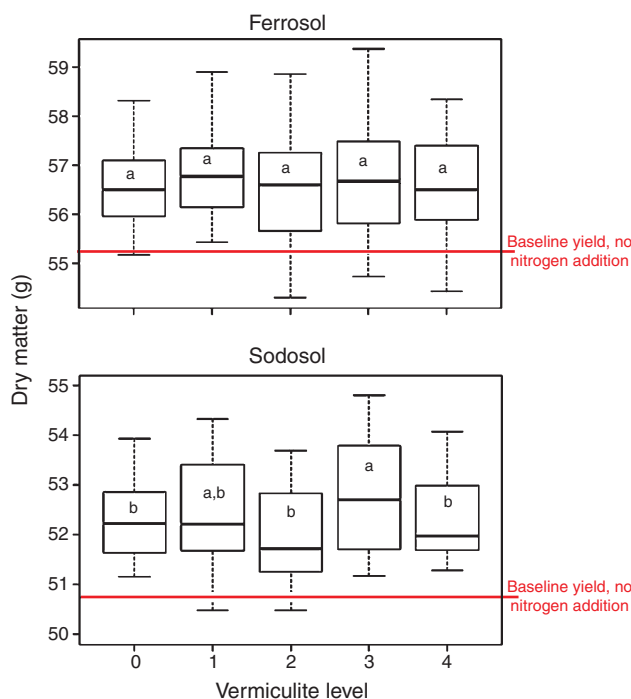 Ferrosol
59
58
57
56
55
a
a
a
a
a
Baseline yield, no
nitrogen addition
Dry matter (g)
Sodosol
55
54
53
52
51
50
b
a,b
b
a
b
Baseline yield, no
nitrogen addition
0 1 2 3 4
Vermiculite level